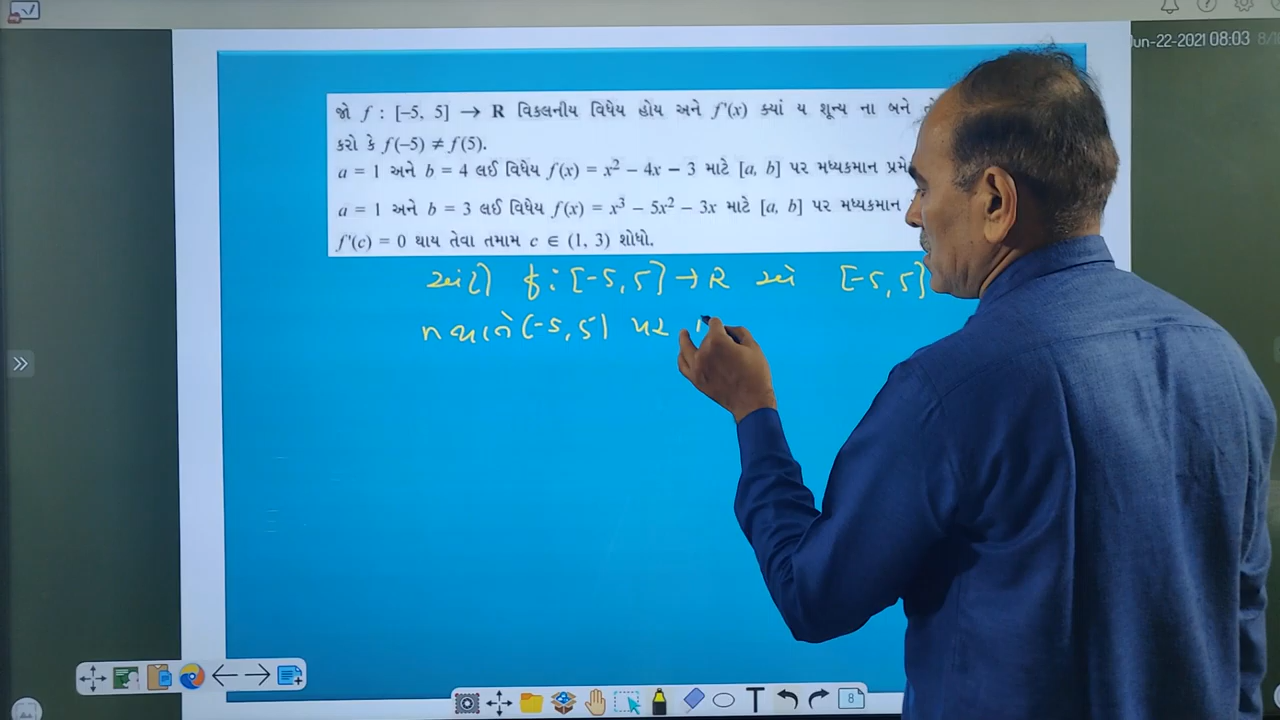 Jun-22-2021 08:03 8/
જો f : [−5, 5] → R વિકલનીય વિધેય હોય અને f'(x) ક્યાં ય શૂન્ય ના બને તો
કરો કે f(−5) ≠ f(5).
a = 1 અને b = 4 લઈ વિધેય f(x) = x² − 4x − 3 માટે [a, b] પર મધ્યકમાન પ્રમે
a = 1 અને b = 3 લઈ વિધેય f(x) = x³ − 5x² − 3x માટે [a, b] પર મધ્યકમાન
f'(c) = 0 થાય તેવા તમામ c ∈ (1, 3) શોધો.
f : [-5, 5] → R [-5, 5]
(-5, 5) પર
T 8